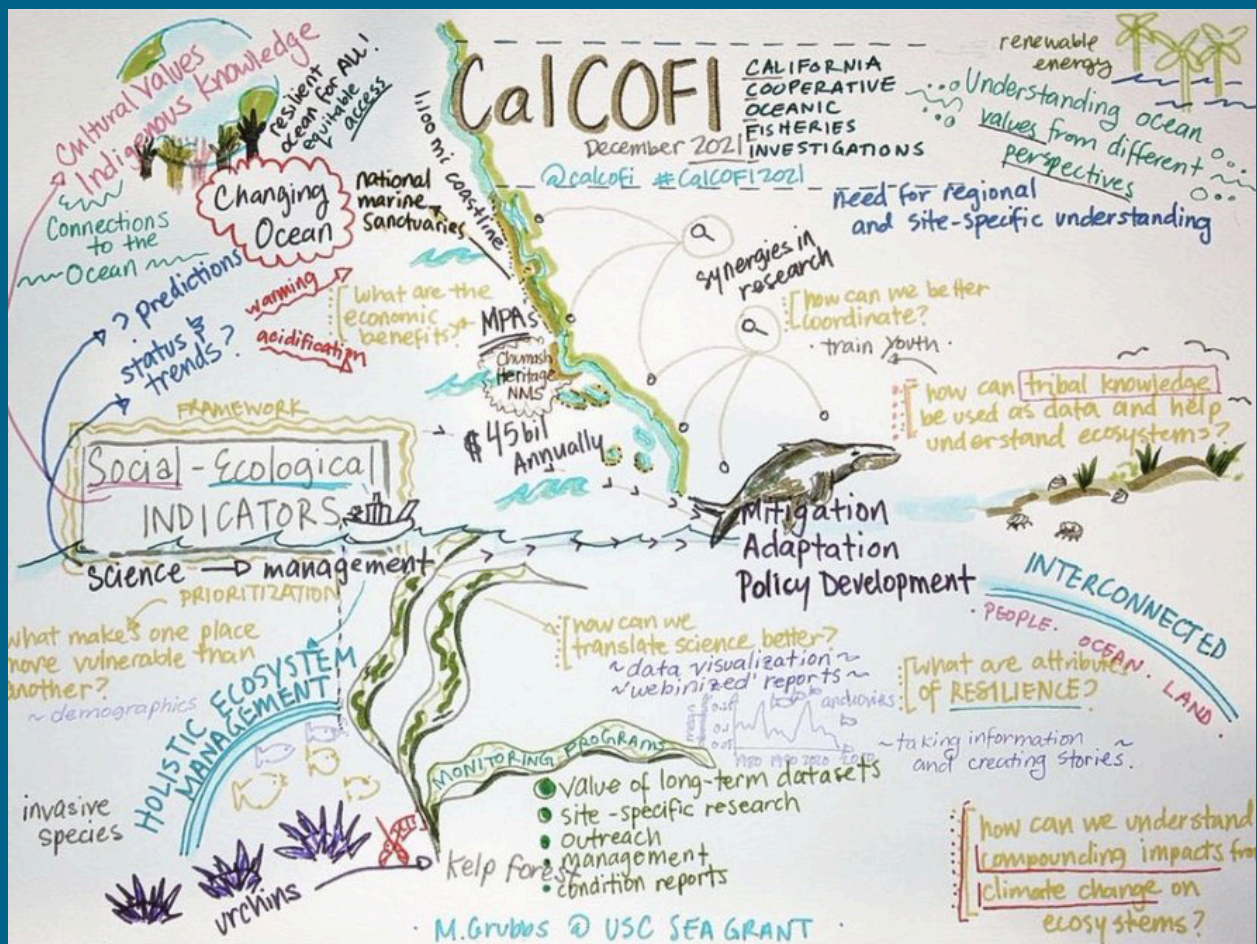 CalCOFI
CALIFORNIA
COOPERATIVE
OCEANIC
FISHERIES
INVESTIGATIONS
December 2021
@calcofi #CalCOFI2021
Cultural Values
Indigenous Knowledge
resilient
ocean for ALL!
equitable
access
Connections
to the
Ocean
Changing
Ocean
1,100 mi coastline
national
marine
Sanctuaries
? predictions
status &
trends?
warming
acidification
what are the
economic
benefits?
MPAs
Chumash
Heritage
NMS
$45bil
Annually
renewable
energy
Understanding ocean
values from different
perspectives
need for regional
and site-specific understanding
synergies in
research
how can we better
coordinate?
· train youth ·
how can tribal knowledge
be used as data and help
understand ecosystems?
FRAMEWORK
Social-Ecological
INDICATORS
science → management
PRIORITIZATION
Mitigation
Adaptation
Policy Development
INTERCONNECTED
· PEOPLE. OCEAN. LAND.
what makes one place
more vulnerable than
another?
~ demographics
HOLISTIC ECOSYSTEM
MANAGEMENT
how can we
translate science better?
~data visualization~
~'webinized' reports~
anchovies
1980 1990 2020
what are attributes
of RESILIENCE?
~taking information ~
and creating stories.
MONITORING PROGRAMS
value of long-term datasets
site-specific research
outreach
management
condition reports
invasive
species
urchins
kelp forest
how can we understand
compounding impacts from
climate change on
ecosystems?
· M.Grubbs @ USC SEA GRANT ·